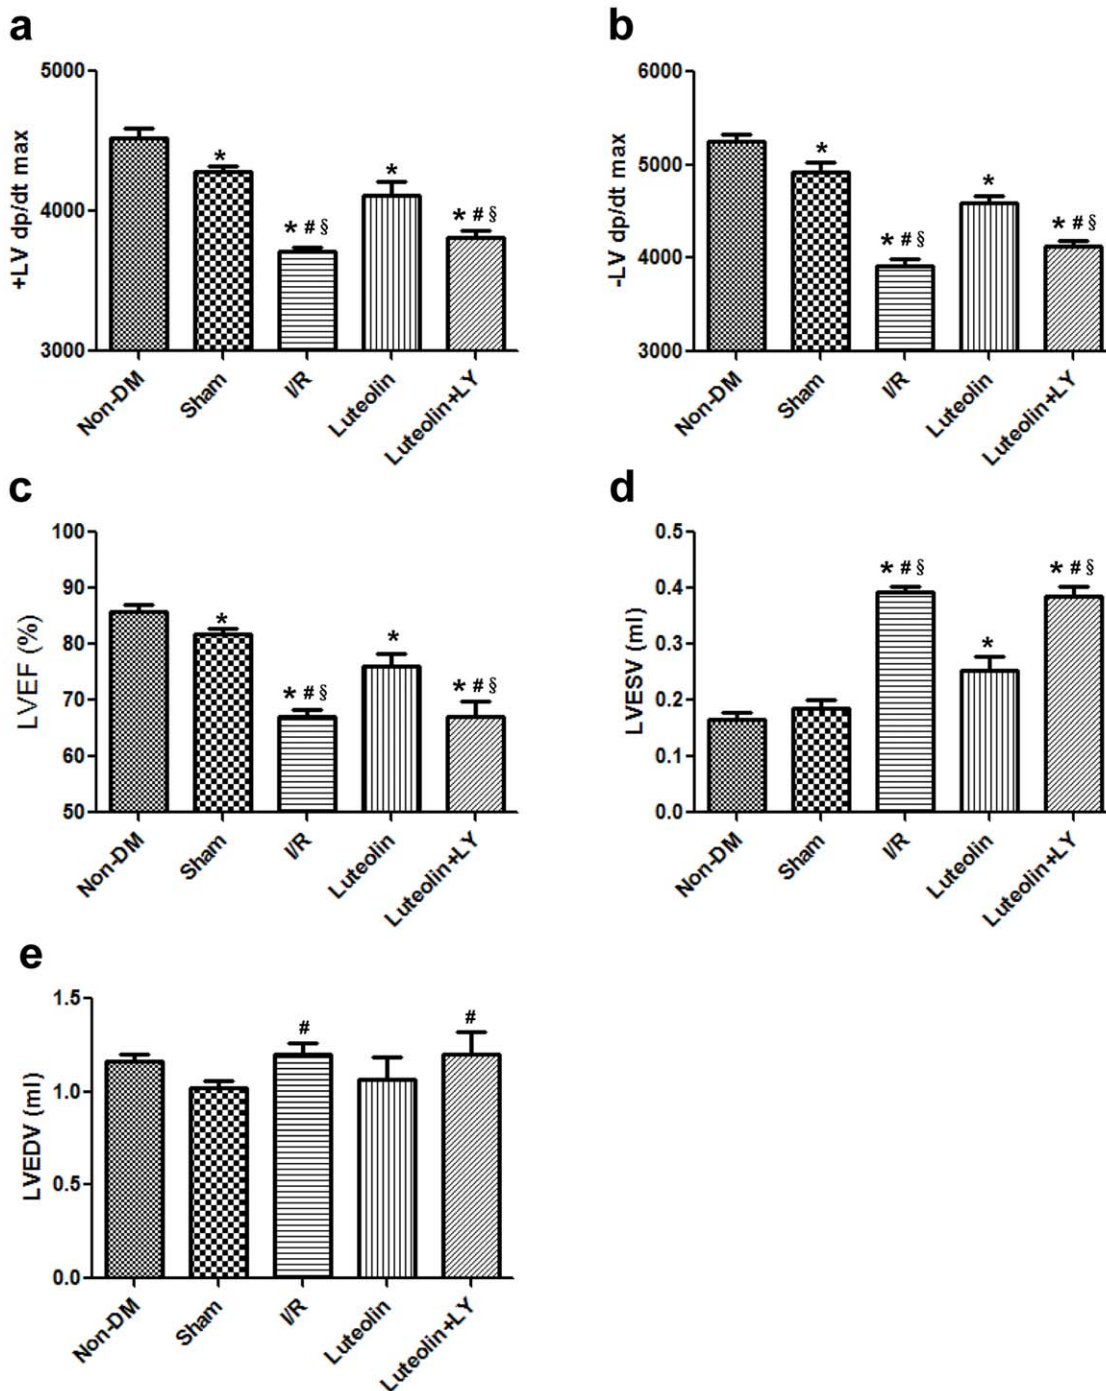 a
+LV dp/dt max
5000
4000
3000
*
* # §
*
* # §
Non-DM
Sham
I/R
Luteolin
Luteolin+LY
b
-LV dp/dt max
6000
5000
4000
3000
*
* # §
*
* # §
Non-DM
Sham
I/R
Luteolin
Luteolin+LY
c
LVEF (%)
100
90
80
70
60
50
*
* # §
*
* # §
Non-DM
Sham
I/R
Luteolin
Luteolin+LY
d
LVESV (ml)
0.5
0.4
0.3
0.2
0.1
0.0
* # §
*
* # §
Non-DM
Sham
I/R
Luteolin
Luteolin+LY
e
LVEDV (ml)
1.5
1.0
0.5
0.0
#
#
Non-DM
Sham
I/R
Luteolin
Luteolin+LY